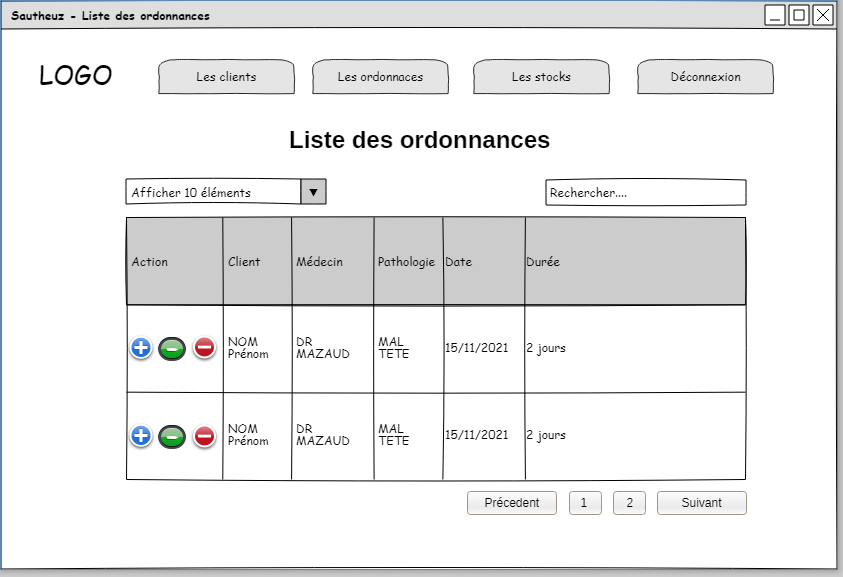 Sautheuz - Liste des ordonnances
LOGO
Les clients
Les ordonnaces
Les stocks
Déconnexion
Liste des ordonnances
Afficher 10 éléments
Rechercher....
Action
Client
Médecin
Pathologie
Date
Durée
NOM
Prénom
DR
MAZAUD
MAL
TETE
15/11/2021
2 jours
NOM
Prénom
DR
MAZAUD
MAL
TETE
15/11/2021
2 jours
Précedent
1
2
Suivant